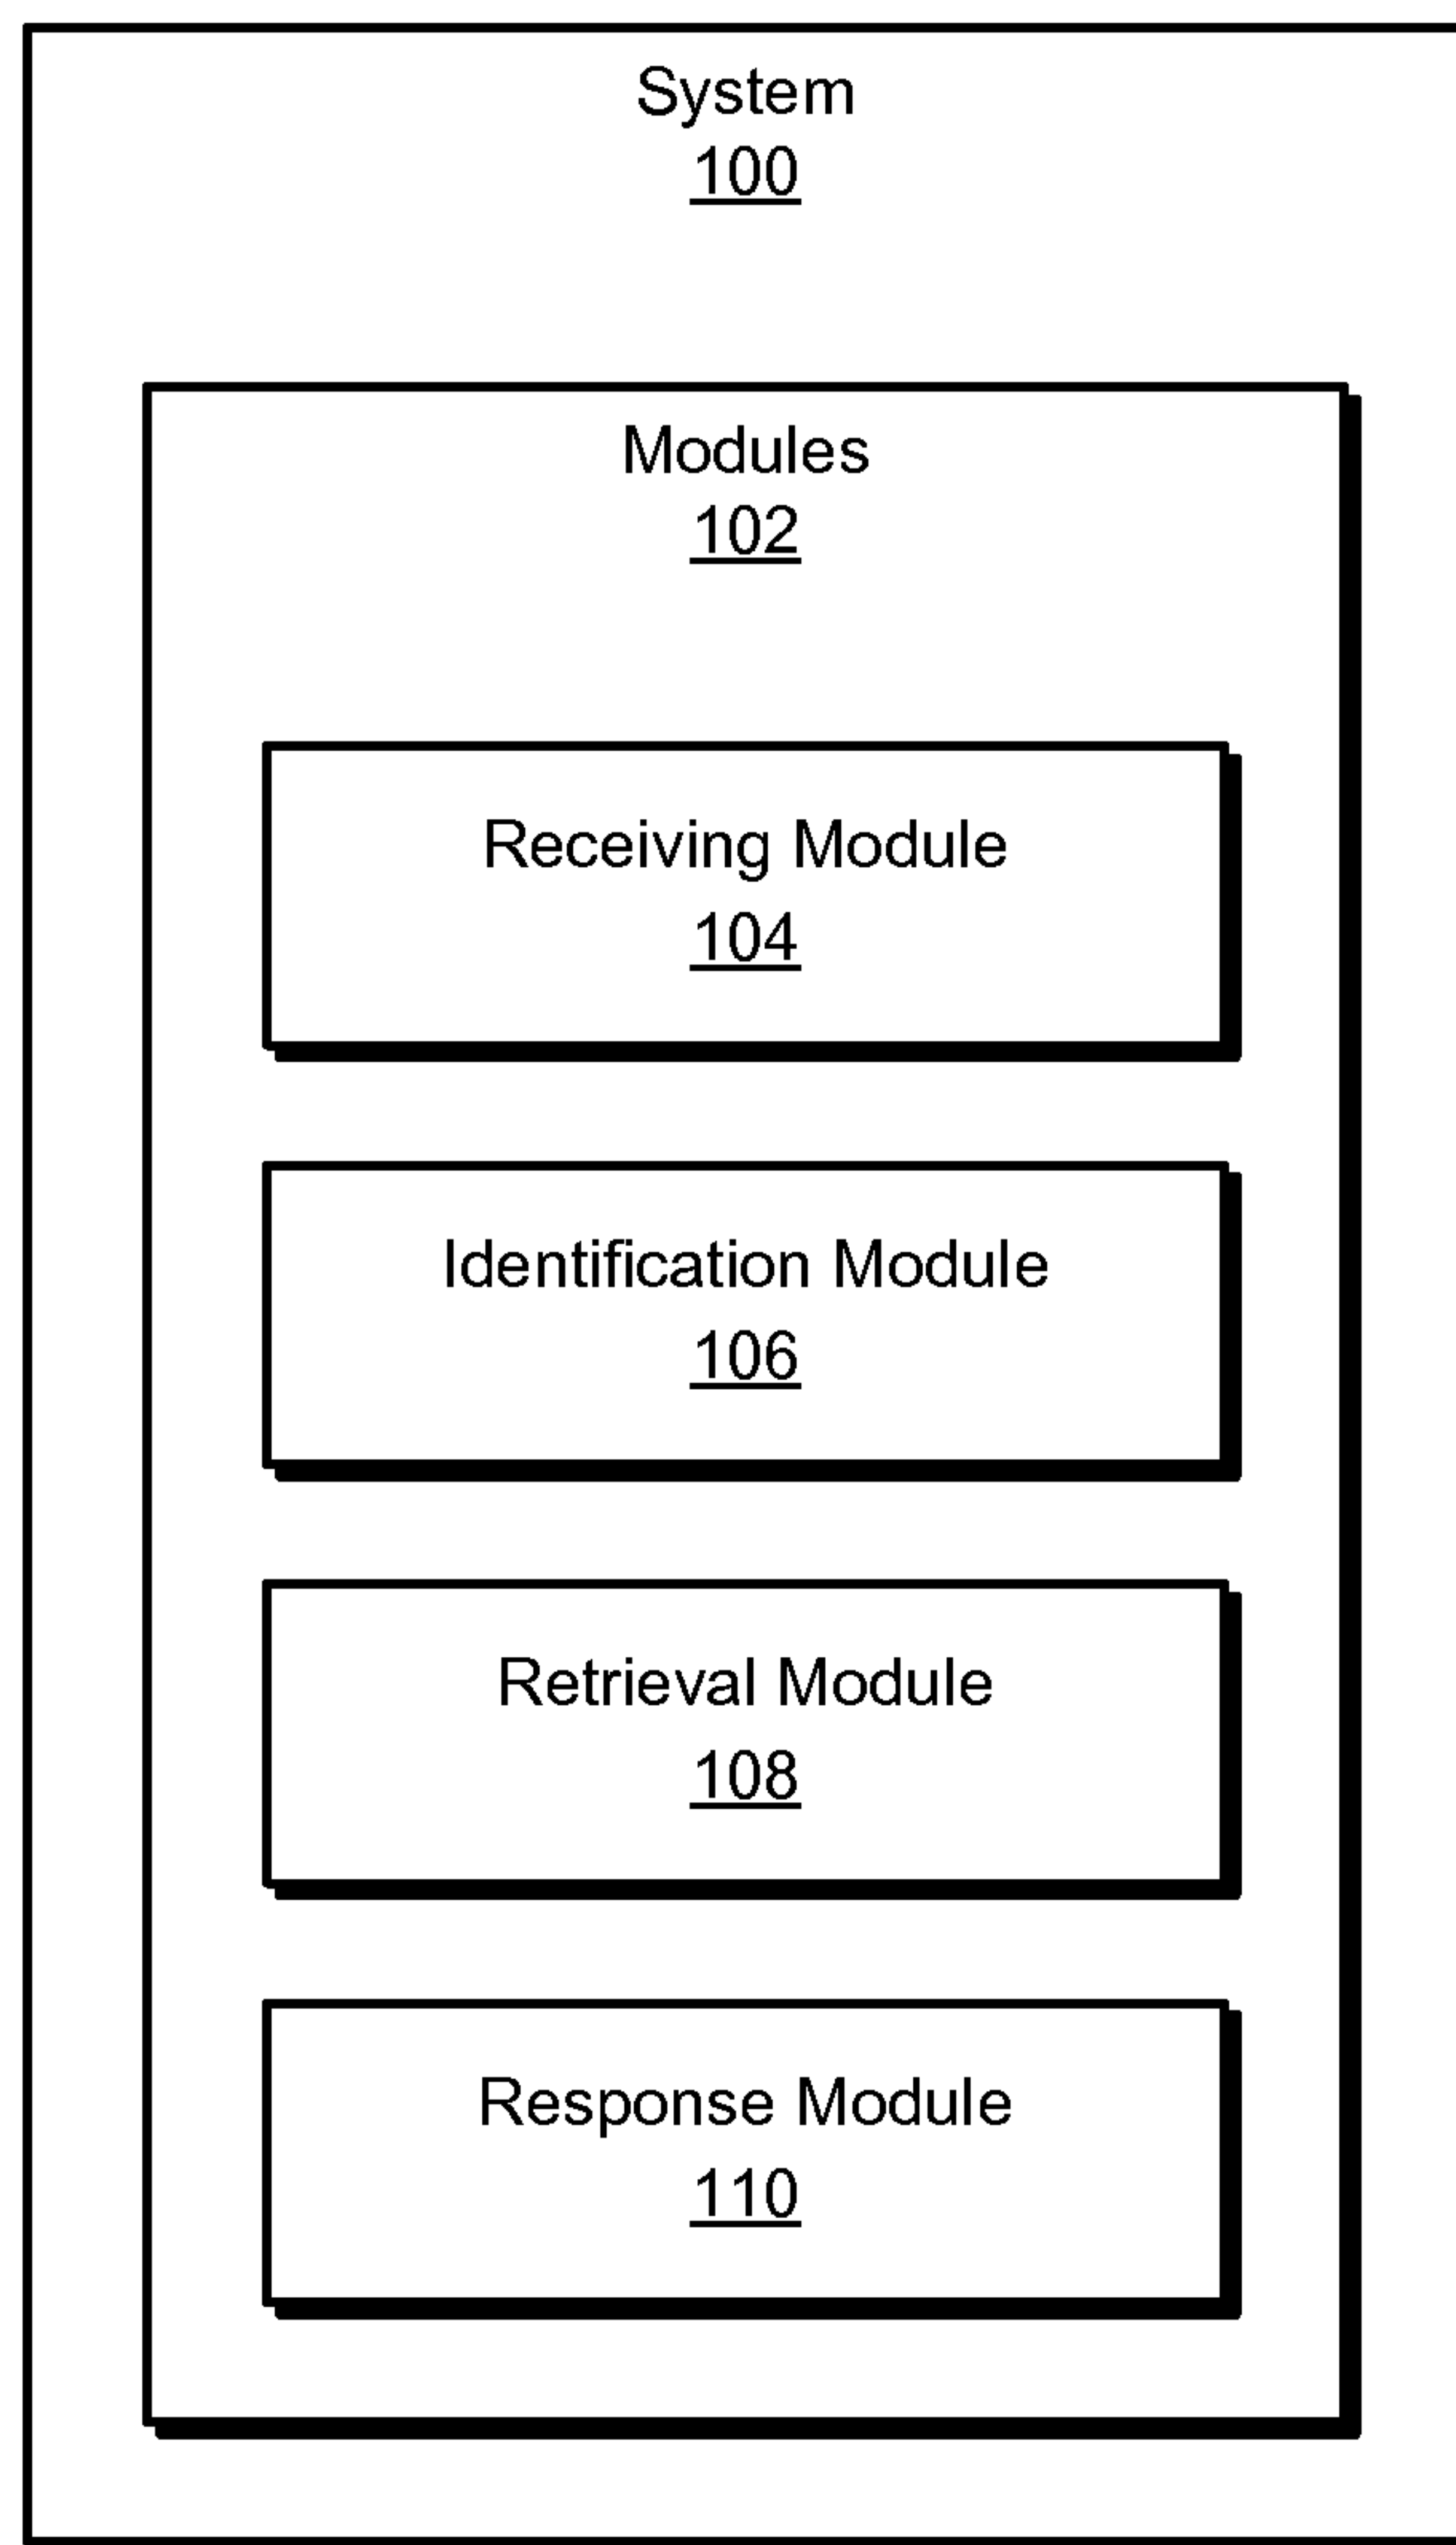 System
100
Modules
102
Receiving Module
104
Identification Module
106
Retrieval Module
108
Response Module
110